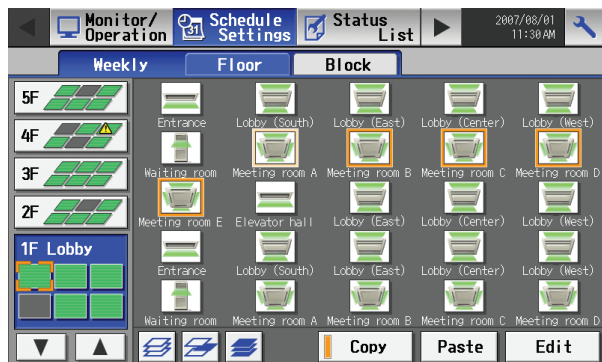 Monitor/ Operation
31 Schedule Settings
Status List
2007/08/01
11:30AM
Weekly Floor Block
5F
4F
3F
2F
1F Lobby
Entrance Lobby (South) Lobby (East) Lobby (Center) Lobby (West)
Waiting room Meeting room A Meeting room B Meeting room C Meeting room D
Meeting room E Elevator hall Lobby (East) Lobby (Center) Lobby (West)
Entrance Lobby (South) Lobby (East) Lobby (Center) Lobby (West)
Waiting room Meeting room A Meeting room B Meeting room C Meeting room D
Copy Paste Edit